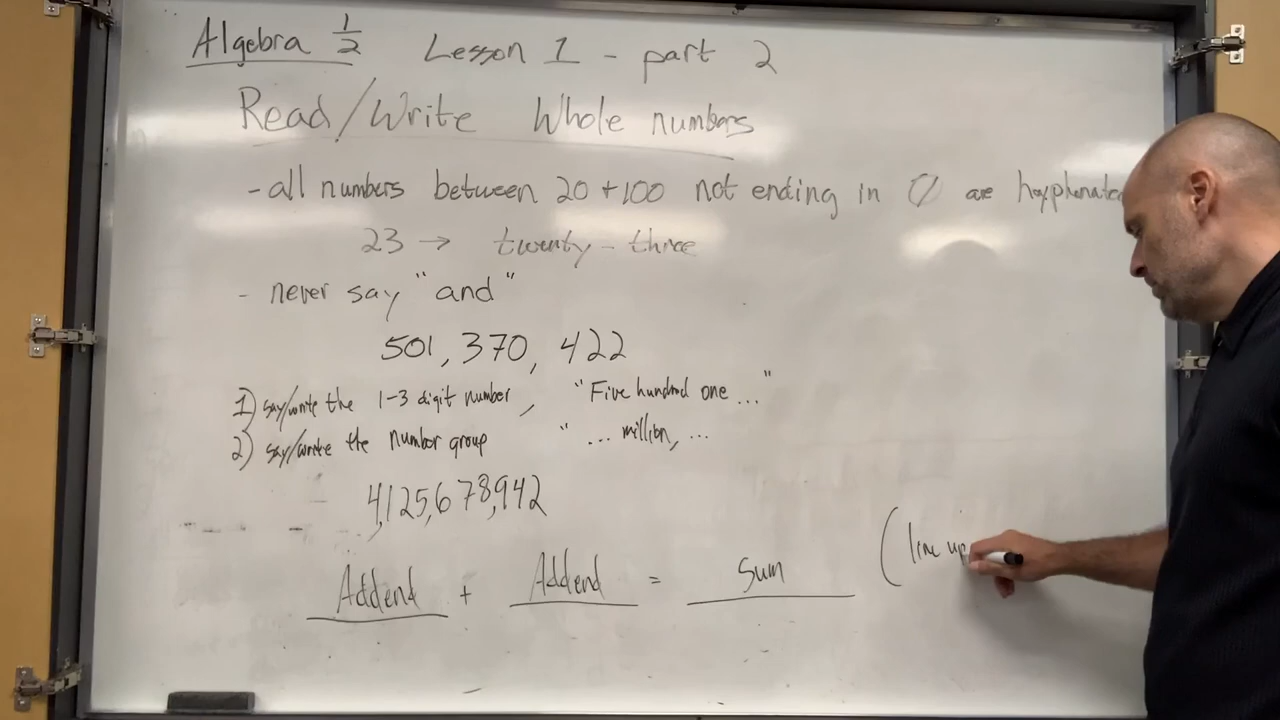 Algebra 1/2 Lesson 1 - part 2
Read/Write Whole numbers
- all numbers between 20 + 100 not ending in 0 are
23 → twenty - three
- never say "and"
501, 370, 422
1) say/write the 1-3 digit number, "Five hundred one ..."
2) say/write the number group "... million, ...
4,125,678,942
Addend + Addend = Sum (line up